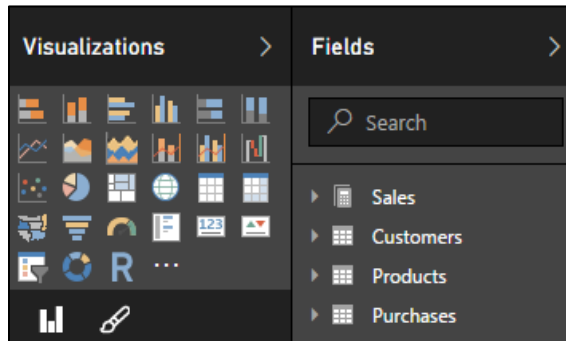 Visualizations
Fields
Search
123
R
Sales
Customers
Products
Purchases